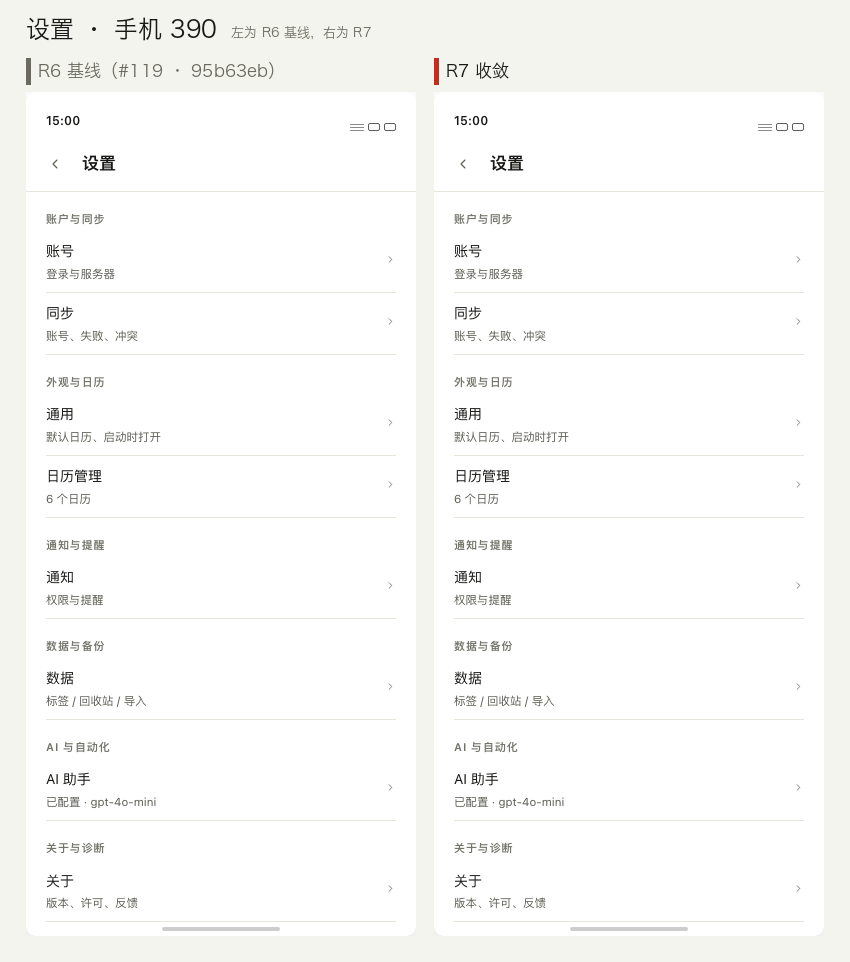 设置 · 手机 390 左为 R6 基线，右为 R7
R6 基线（#119 · 95b63eb）
15:00
设置
账户与同步
账号
登录与服务器
同步
账号、失败、冲突
外观与日历
通用
默认日历、启动时打开
日历管理
6 个日历
通知与提醒
通知
权限与提醒
数据与备份
数据
标签 / 回收站 / 导入
AI 与自动化
AI 助手
已配置 · gpt-4o-mini
关于与诊断
关于
版本、许可、反馈
R7 收敛
15:00
设置
账户与同步
账号
登录与服务器
同步
账号、失败、冲突
外观与日历
通用
默认日历、启动时打开
日历管理
6 个日历
通知与提醒
通知
权限与提醒
数据与备份
数据
标签 / 回收站 / 导入
AI 与自动化
AI 助手
已配置 · gpt-4o-mini
关于与诊断
关于
版本、许可、反馈